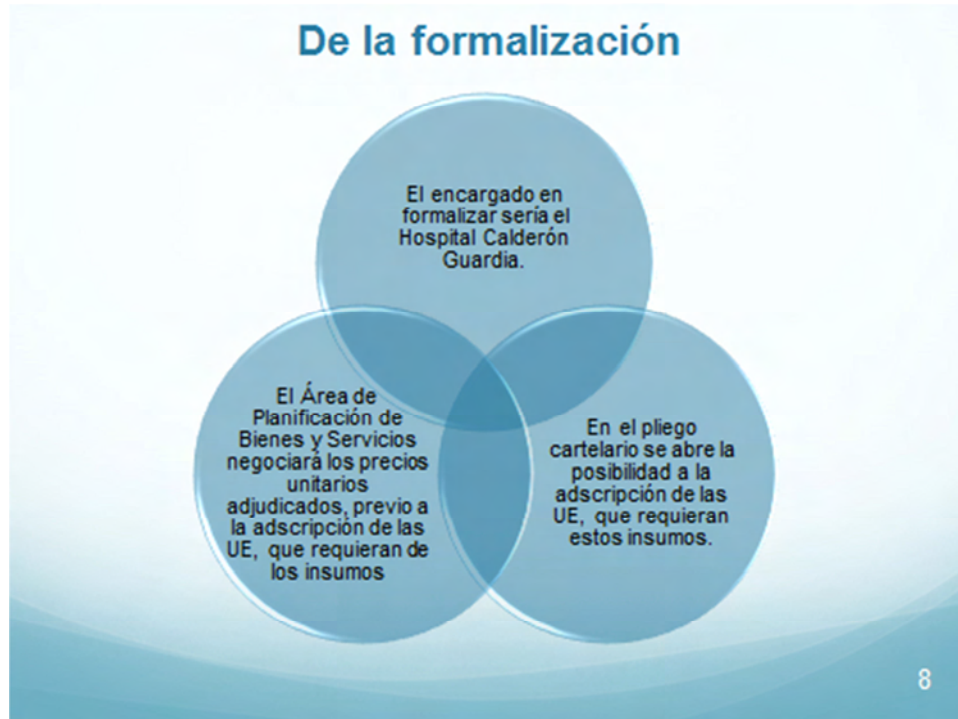 De la formalización
El encargado en
formalizar sería el
Hospital Calderón
Guardia.
El Área de
Planificación de
Bienes y Servicios
negociará los precios
unitarios
adjudicados, previo a
la adscripción de las
UE, que requieran de
los insumos
En el pliego
cartelario se abre la
posibilidad a la
adscripción de las
UE, que requieran
estos insumos.
8